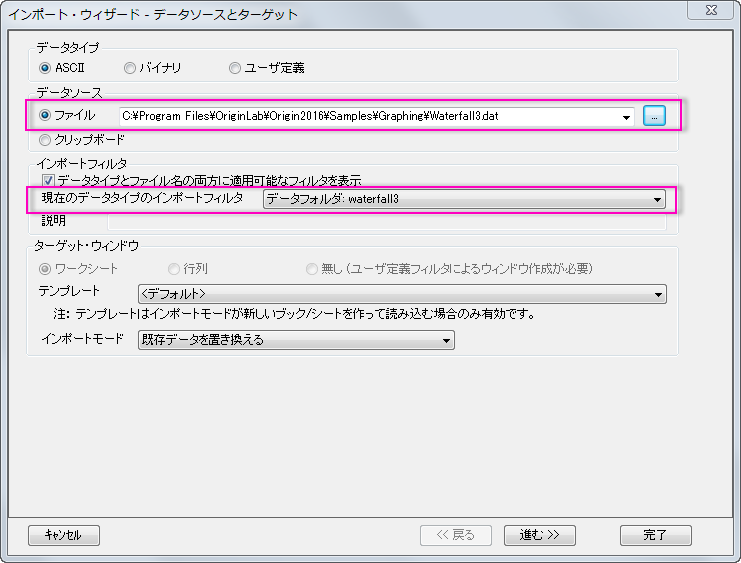 インポート・ウィザード - データソースとターゲット
データタイプ
ASCII バイナリ ユーザ定義
データソース
ファイル C:¥Program Files¥OriginLab¥Origin2016¥Samples¥Graphing¥Waterfall3.dat ...
クリップボード
インポートフィルタ
データタイプとファイル名の両方に適用可能なフィルタを表示
現在のデータタイプのインポートフィルタ データフォルダ: waterfall3
説明
ターゲット・ウィンドウ
ワークシート 行列 無し(ユーザ定義フィルタによるウィンドウ作成が必要)
テンプレート <デフォルト>
注: テンプレートはインポートモードが新しいブック/シートを作って読み込む場合のみ有効です。
インポートモード 既存データを置き換える
キャンセル << 戻る 進む >> 完了